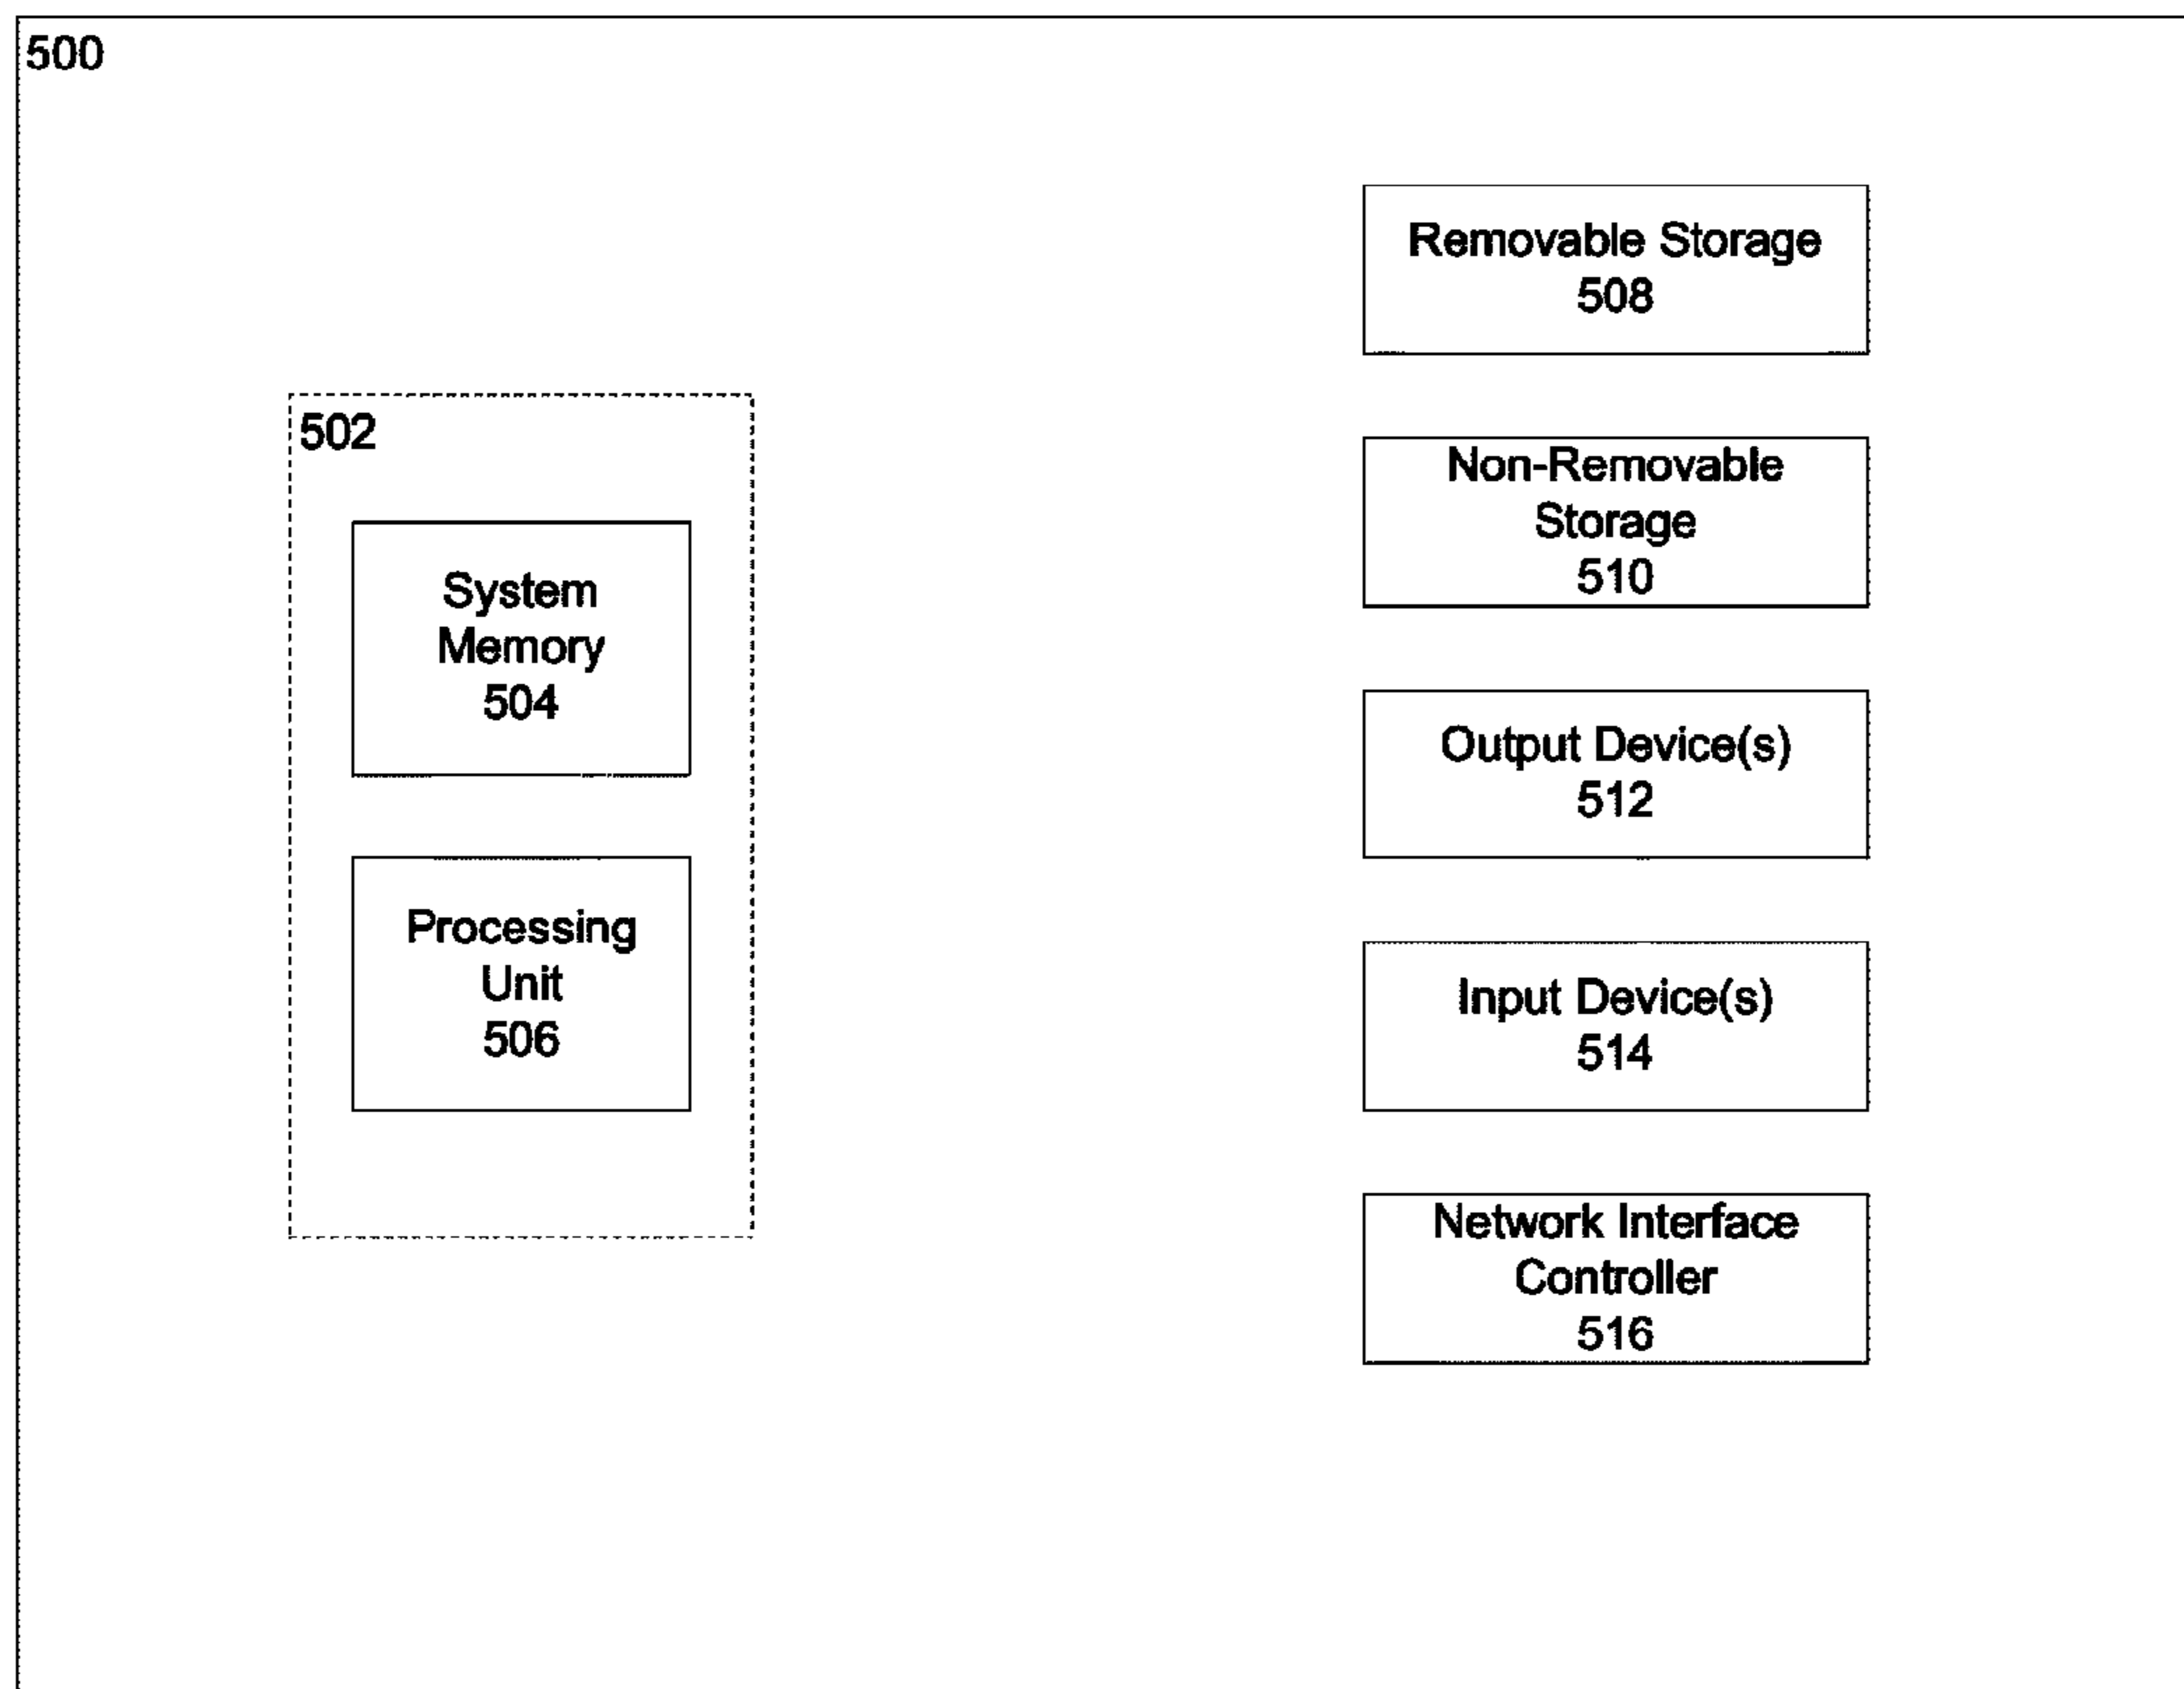 500
502
System
Memory
504
Processing
Unit
506
Removable Storage
508
Non-Removable
Storage
510
Output Device(s)
512
Input Device(s)
514
Network Interface
Controller
516